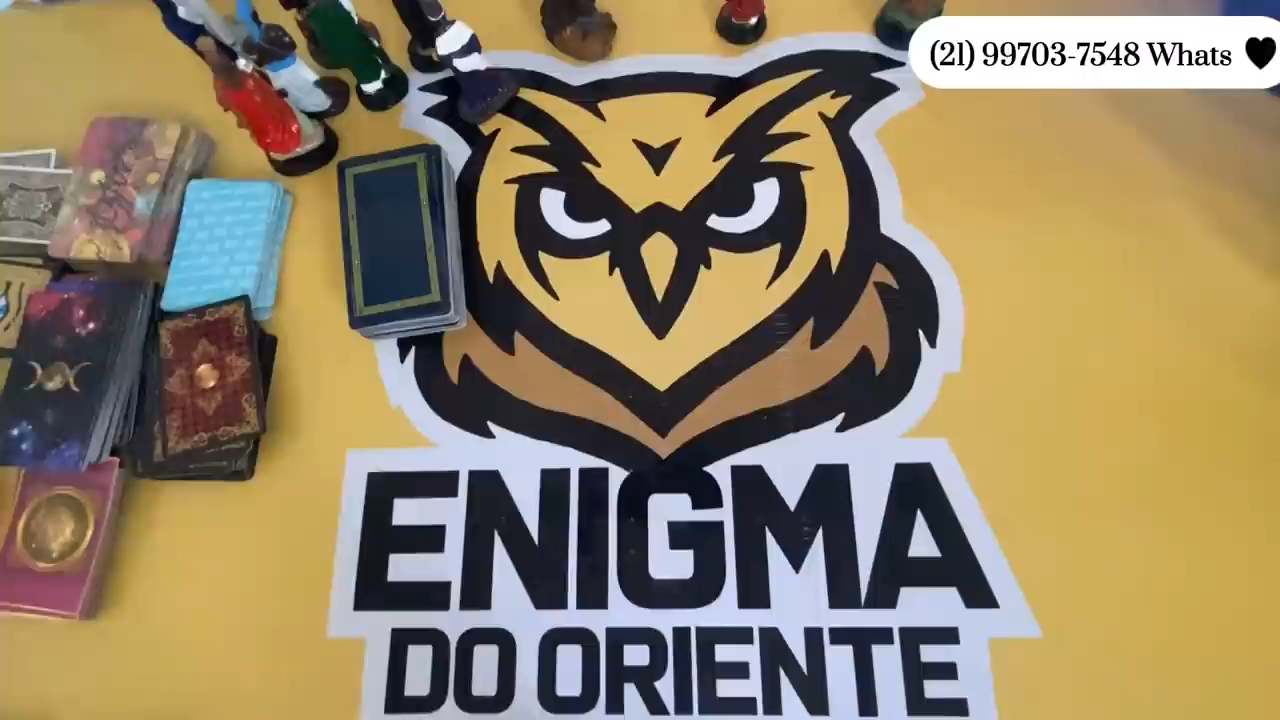 (21) 99703-7548 Whats 🖤
ENIGMA
DO ORIENTE